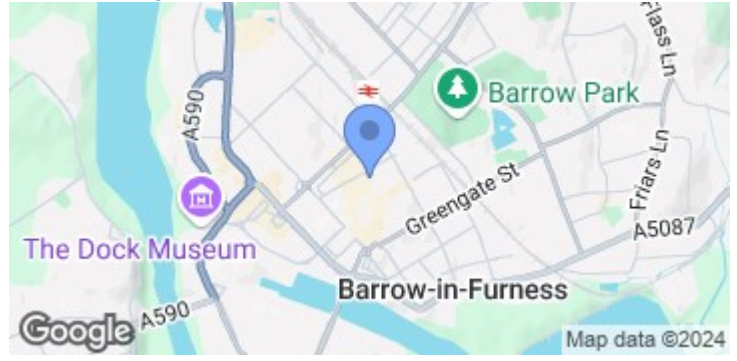 Flass Ln
A590
Barrow Park
Friars Ln
Greengate St
A5087
The Dock Museum
Barrow-in-Furness
A590
Google
Map data ©2024